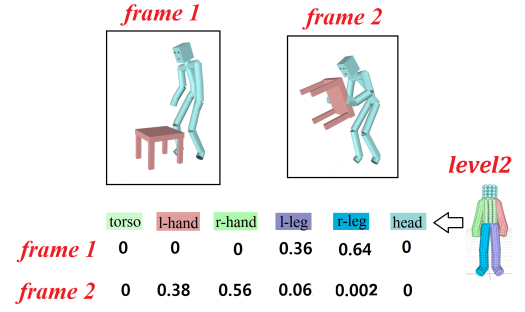 frame 1 frame 2
level2
torso l-hand r-hand l-leg r-leg head
frame 1 0 0 0 0.36 0.64 0
frame 2 0 0.38 0.56 0.06 0.002 0